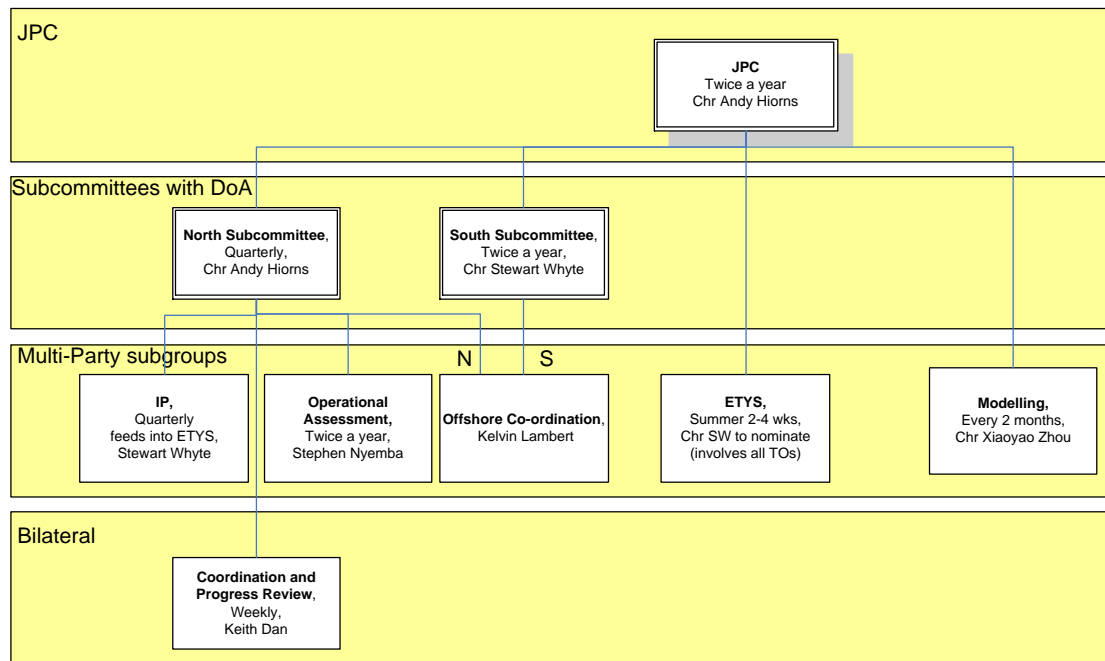 JPC
JPC
Twice a year
Chr Andy Hiorns
Subcommittees with DoA
North Subcommittee,
Quarterly,
Chr Andy Hiorns
South Subcommittee,
Twice a year,
Chr Stewart Whyte
Multi-Party subgroups
N
S
IP,
Quarterly
feeds into ETYS,
Stewart Whyte
Operational
Assessment,
Twice a year,
Stephen Nyemba
Offshore Co-ordination,
Kelvin Lambert
ETYS,
Summer 2-4 wks,
Chr SW to nominate
(involves all TOs)
Modelling,
Every 2 months,
Chr Xiaoyao Zhou
Bilateral
Coordination and
Progress Review,
Weekly,
Keith Dan